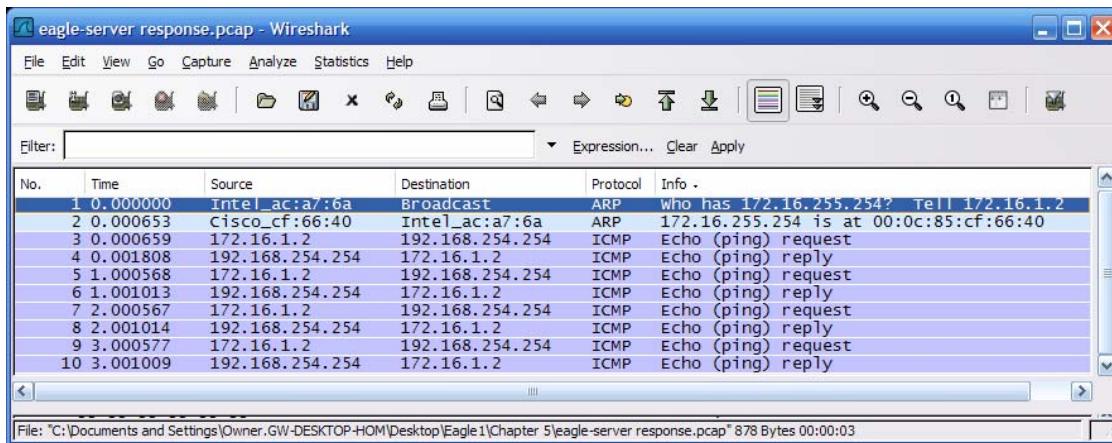 eagle-server response.pcap - Wireshark
File Edit View Go Capture Analyze Statistics Help
Filter: Expression... Clear Apply
No. Time Source Destination Protocol Info
1 0.000000 Intel_ac:a7:6a Broadcast ARP Who has 172.16.255.254? Tell 172.16.1.2
2 0.000653 Cisco_cf:66:40 Intel_ac:a7:6a ARP 172.16.255.254 is at 00:0c:85:cf:66:40
3 0.000659 172.16.1.2 192.168.254.254 ICMP Echo (ping) request
4 0.001808 192.168.254.254 172.16.1.2 ICMP Echo (ping) reply
5 1.000568 172.16.1.2 192.168.254.254 ICMP Echo (ping) request
6 1.001013 192.168.254.254 172.16.1.2 ICMP Echo (ping) reply
7 2.000567 172.16.1.2 192.168.254.254 ICMP Echo (ping) request
8 2.001014 192.168.254.254 172.16.1.2 ICMP Echo (ping) reply
9 3.000577 172.16.1.2 192.168.254.254 ICMP Echo (ping) request
10 3.001009 192.168.254.254 172.16.1.2 ICMP Echo (ping) reply
File: "C:\Documents and Settings\Owner.GW-DESKTOP-HOM\Desktop\Eagle1\Chapter 5\eagle-server response.pcap" 878 Bytes 00:00:03